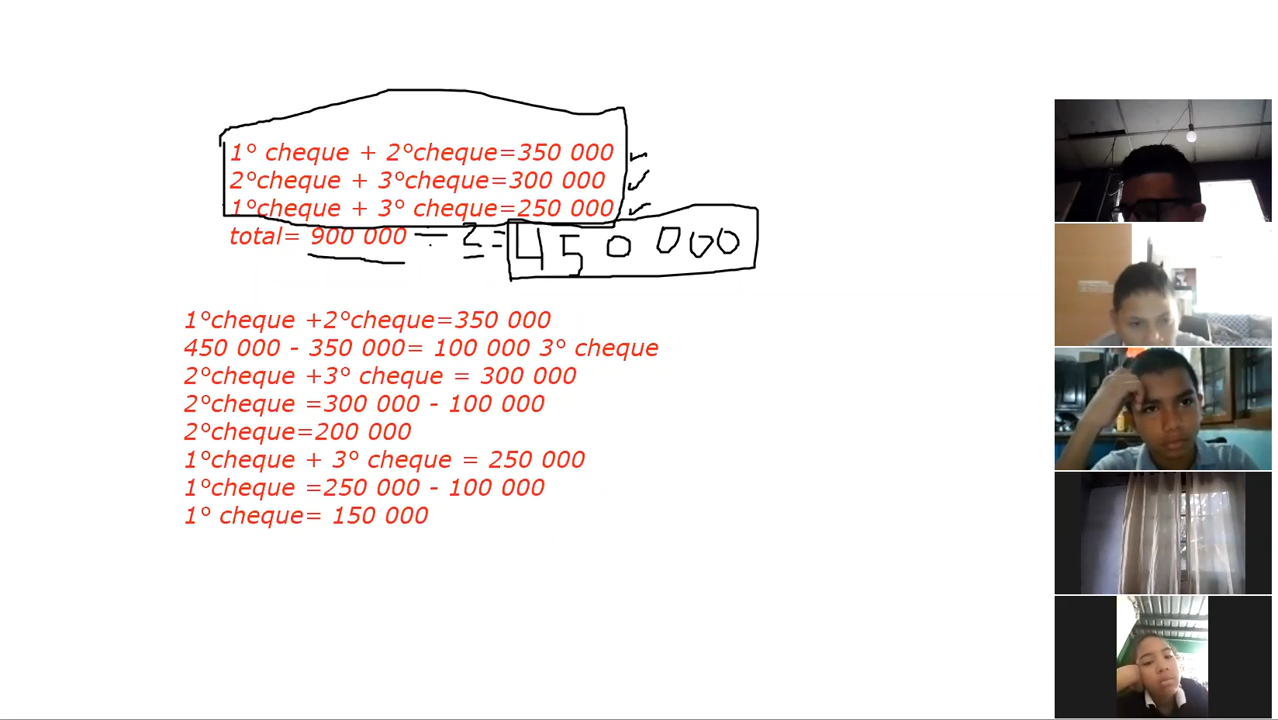 1° cheque + 2°cheque=350 000
2°cheque + 3°cheque=300 000
1°cheque + 3° cheque=250 000
total= 900 000 ÷ 2 = 450 000
1°cheque +2°cheque=350 000
450 000 - 350 000= 100 000 3° cheque
2°cheque +3° cheque = 300 000
2°cheque =300 000 - 100 000
2°cheque=200 000
1°cheque + 3° cheque = 250 000
1°cheque =250 000 - 100 000
1° cheque= 150 000